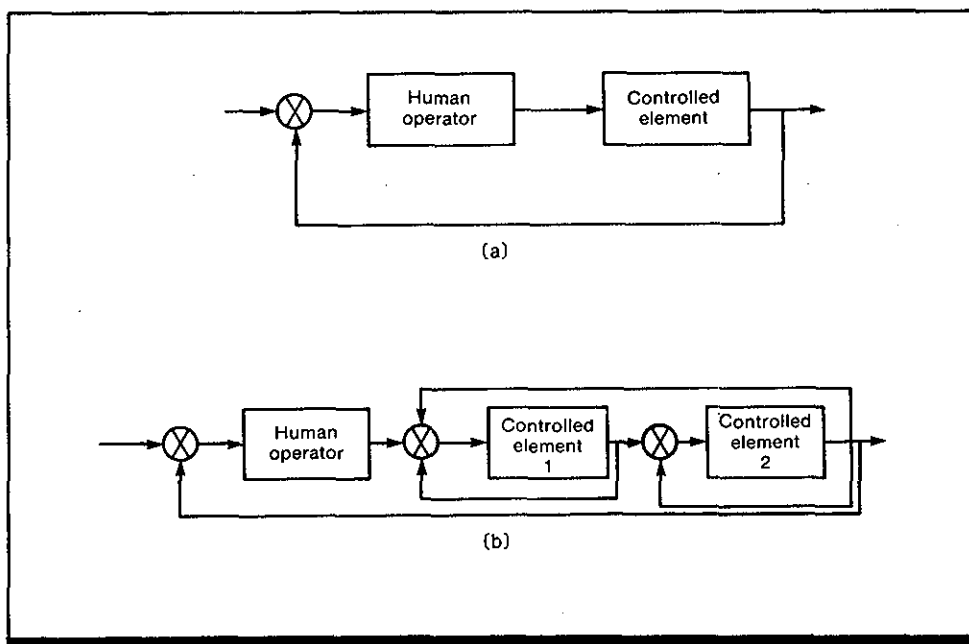 Human
operator
Controlled
element
(a)
Human
operator
Controlled
element
1
Controlled
element
2
(b)